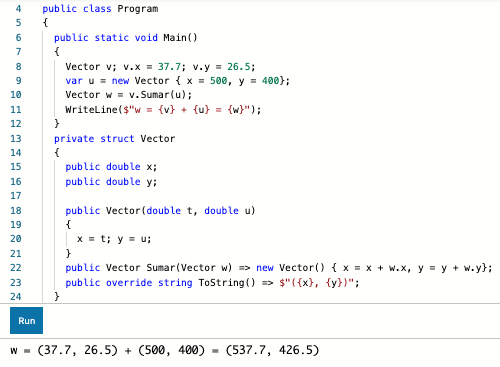 4 public class Program
5 {
6 public static void Main()
7 {
8 Vector v; v.x = 37.7; v.y = 26.5;
9 var u = new Vector { x = 500, y = 400};
10 Vector w = v.Sumar(u);
11 WriteLine($"w = {v} + {u} = {w}");
12 }
13 private struct Vector
14 {
15 public double x;
16 public double y;
17
18 public Vector(double t, double u)
19 {
20 x = t; y = u;
21 }
22 public Vector Sumar(Vector w) => new Vector() { x = x + w.x, y = y + w.y};
23 public override string ToString() => $"({x}, {y})";
24 }
Run
w = (37.7, 26.5) + (500, 400) = (537.7, 426.5)